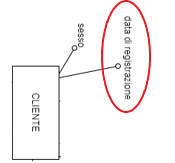 sesso
data di registrazione
CLIENTE